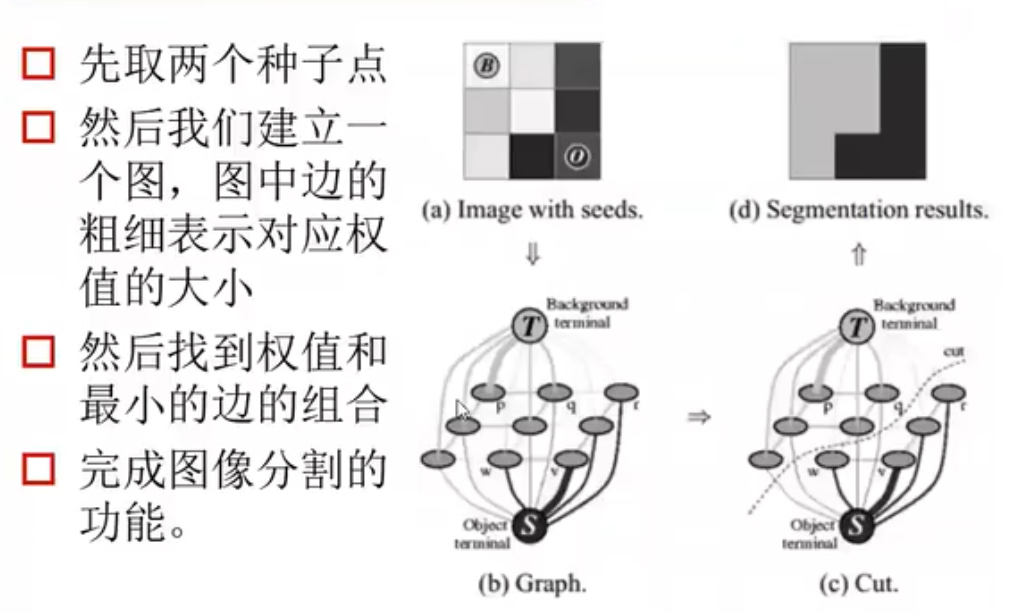 先取两个种子点
然后我们建立一
个图，图中边的
粗细表示对应权
值的大小
然后找到权值和
最小的边的组合
完成图像分割的
功能。
B
O
(a) Image with seeds.
(d) Segmentation results.
Background
terminal
T
p
q
r
w
v
Object
terminal
S
(b) Graph.
Background
terminal
T
cut
p
q
r
w
v
Object
terminal
S
(c) Cut.